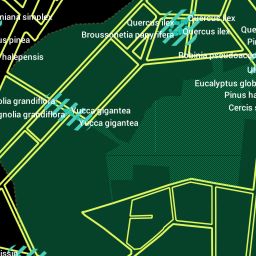 simplex
Quercus ilex
Quercus ilex
Broussonetia papyrifera
Quercus ilex
pinea
halepensis
Eucalyptus glob
Pinus ha
Cercis s
grandiflora
Yucca gigantea
gnolia grandiflora
Yucca gigantea